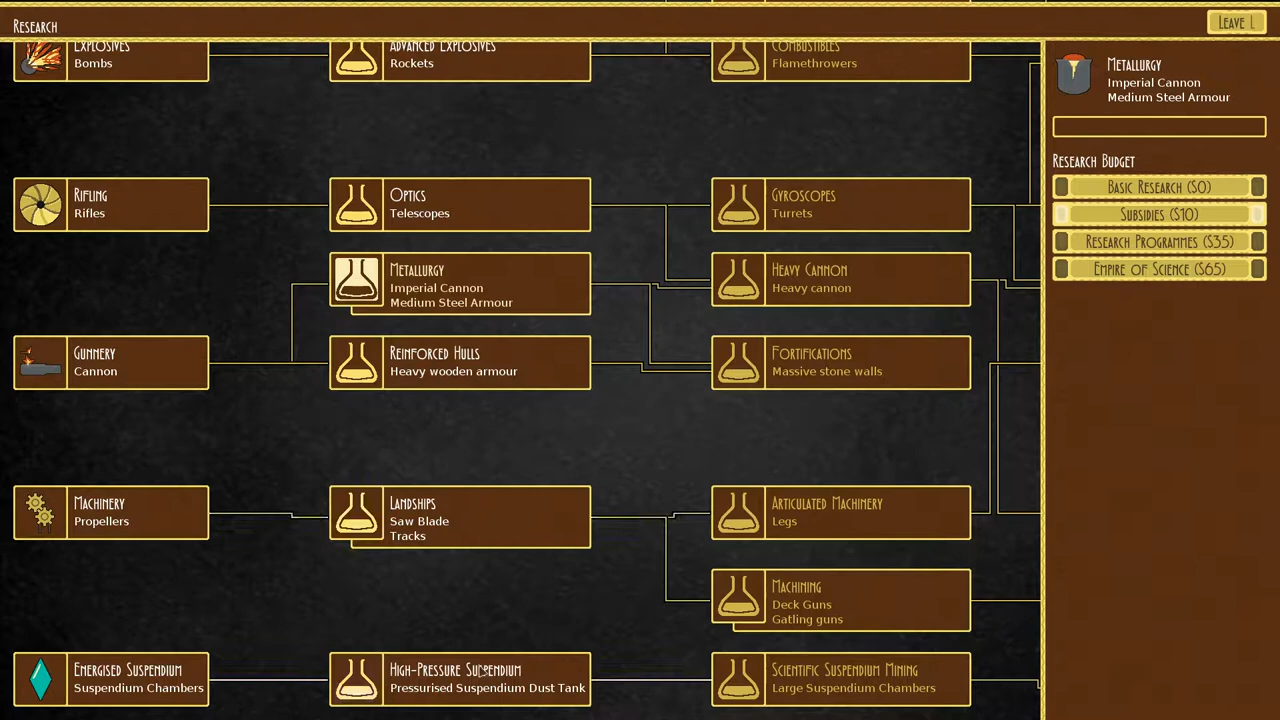 Research
Leave
Explosives
Bombs
Advanced Explosives
Rockets
Combustibles
Flamethrowers
Rifling
Rifles
Optics
Telescopes
Gyroscopes
Turrets
Metallurgy
Imperial Cannon
Medium Steel Armour
Heavy Cannon
Heavy cannon
Gunnery
Cannon
Reinforced Hulls
Heavy wooden armour
Fortifications
Massive stone walls
Machinery
Propellers
Landships
Saw Blade
Tracks
Articulated Machinery
Legs
Machining
Deck Guns
Gatling guns
Energised Suspendium
Suspendium Chambers
High-Pressure Suspendium
Pressurised Suspendium Dust Tank
Scientific Suspendium Mining
Large Suspendium Chambers
Metallurgy
Imperial Cannon
Medium Steel Armour
Research Budget
Basic Research ($0)
Subsidies ($10)
Research Programmes ($35)
Empire of Science ($65)